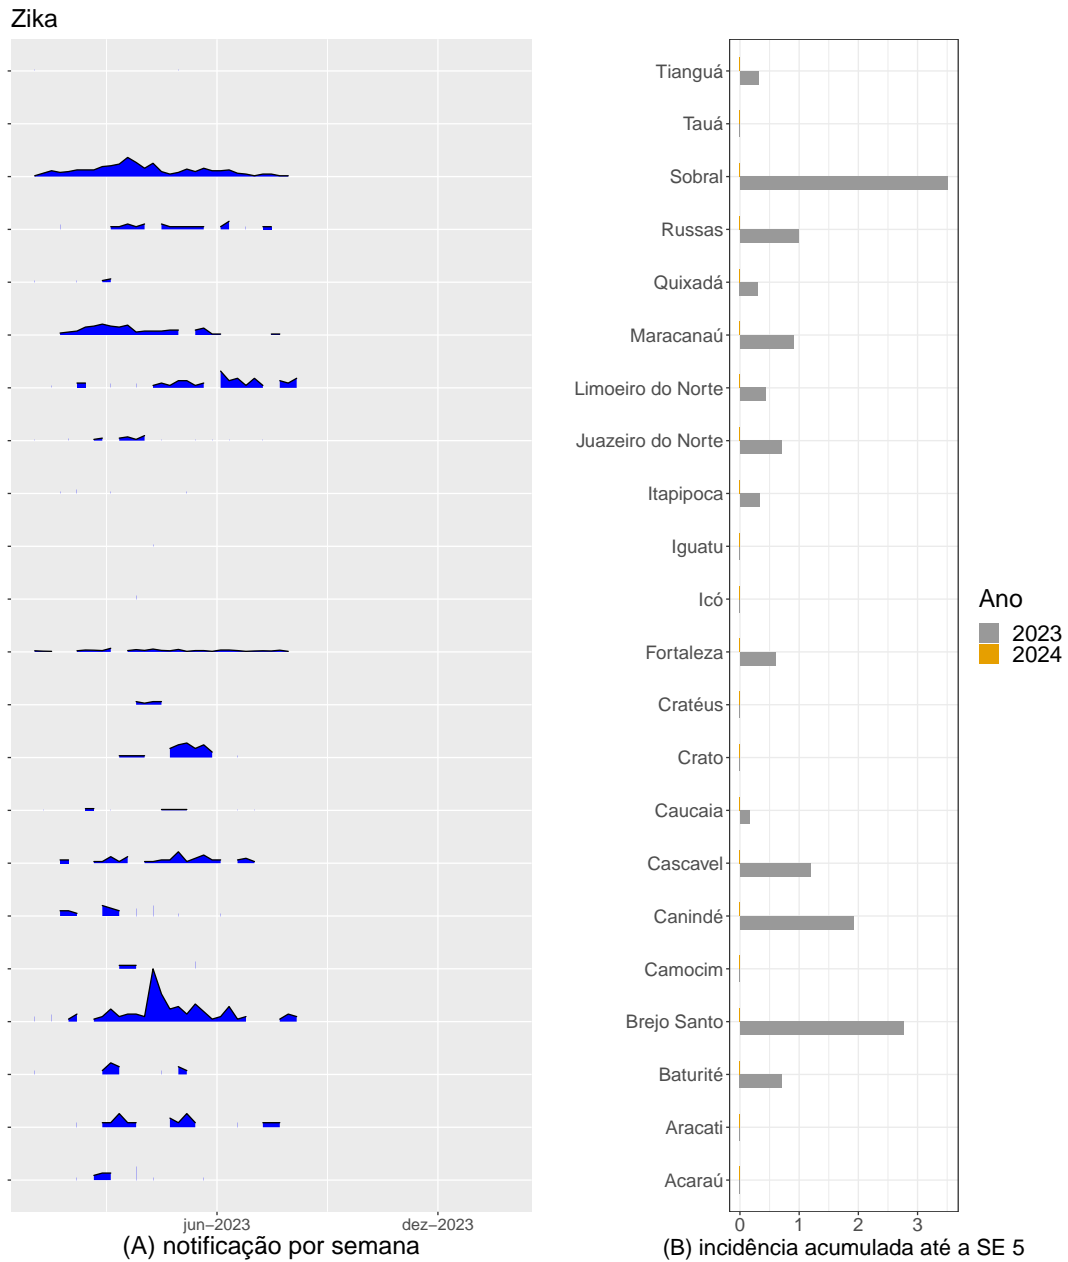 Zika
Tianguá
Tauá
Sobral
Russas
Quixadá
Maracanaú
Limoeiro do Norte
Juazeiro do Norte
Itapipoca
Iguatu
Icó
Fortaleza
Cratéus
Crato
Caucaia
Cascavel
Canindé
Camocim
Brejo Santo
Baturité
Aracati
Acaraú
jun−2023 dez−2023
(A) notificação por semana
0 1 2 3
(B) incidência acumulada até a SE 5
Ano
2023
2024